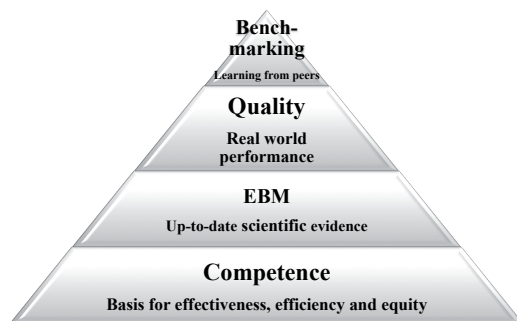 Bench-
marking
Learning from peers
Quality
Real world
performance
EBM
Up-to-date scientific evidence
Competence
Basis for effectiveness, efficiency and equity